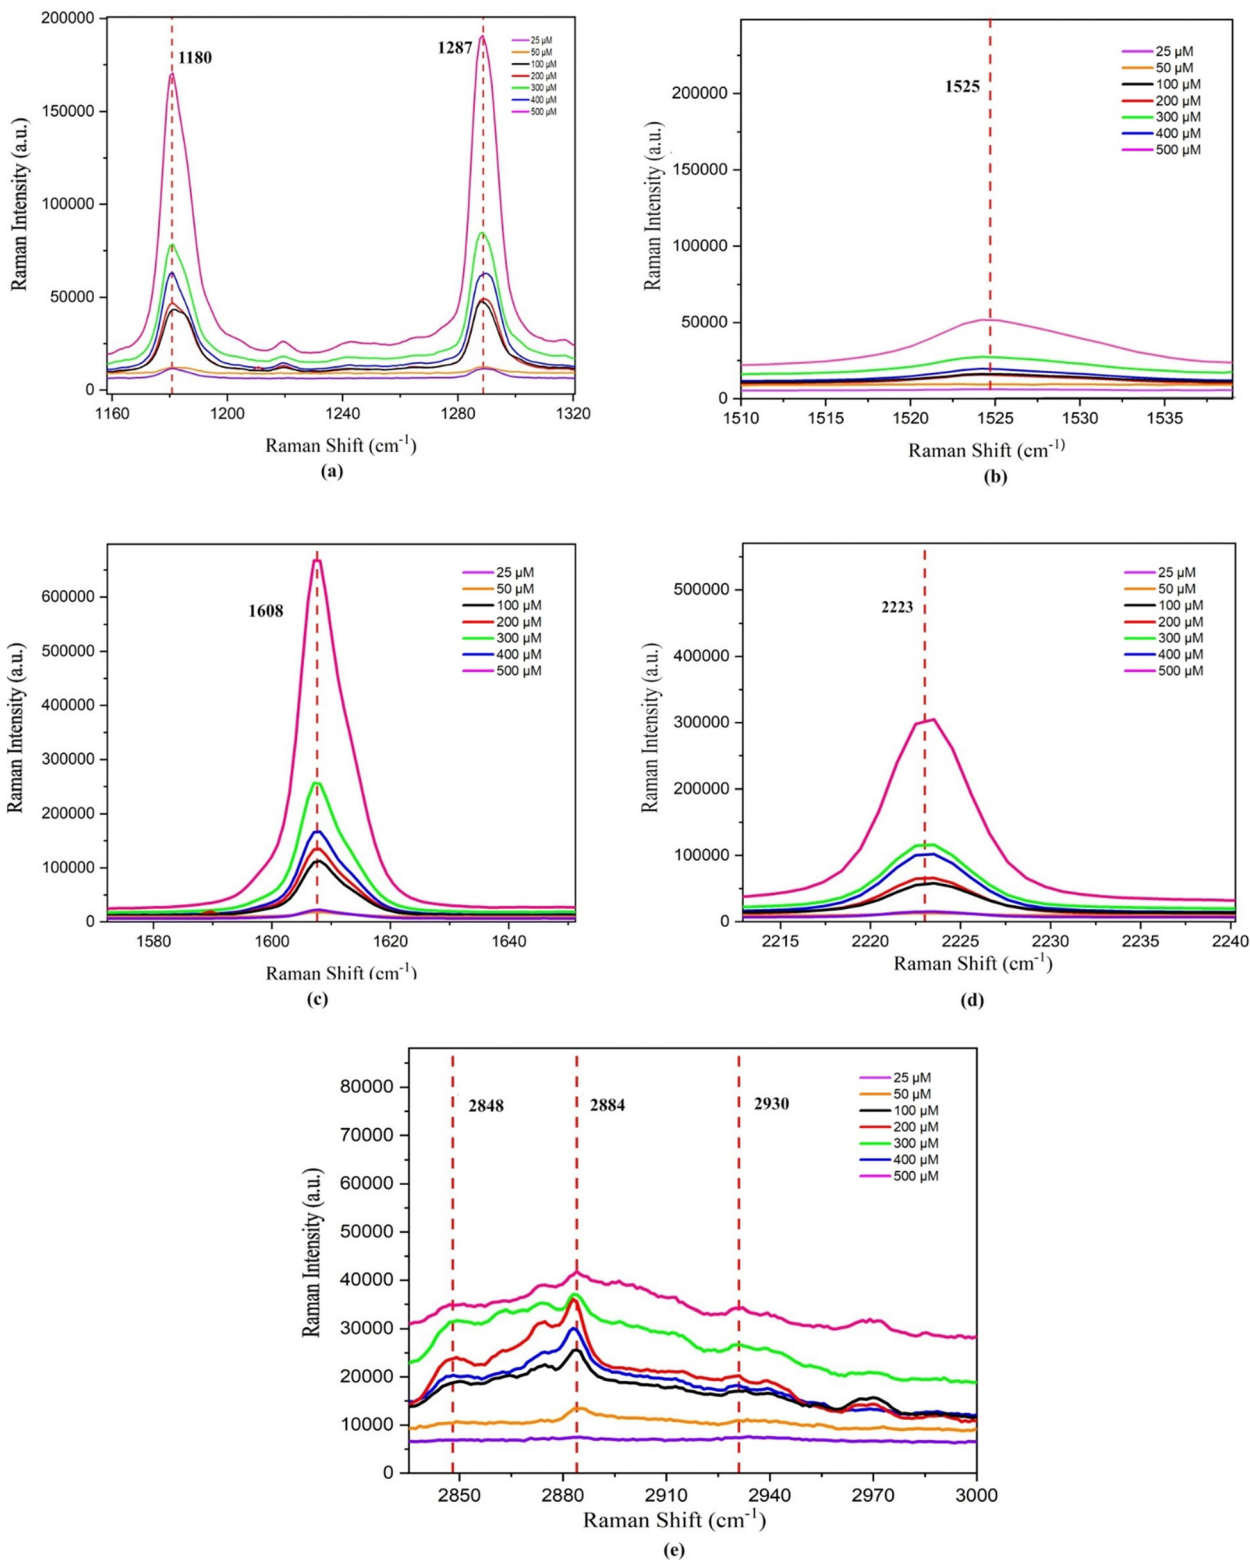 200000
150000
100000
50000
0
1160
1200
1240
1280
1320
Raman Intensity (a.u.)
Raman Shift (cm-1)
1180
1287
25 µM
50 µM
100 µM
200 µM
300 µM
400 µM
500 µM
(a)
200000
150000
100000
50000
0
1510
1515
1520
1525
1530
1535
Raman Intensity (a.u.)
Raman Shift (cm-1)
1525
25 µM
50 µM
100 µM
200 µM
300 µM
400 µM
500 µM
(b)
600000
500000
400000
300000
200000
100000
0
1580
1600
1620
1640
Raman Intensity (a.u.)
Raman Shift (cm-1)
1608
25 µM
50 µM
100 µM
200 µM
300 µM
400 µM
500 µM
(c)
500000
400000
300000
200000
100000
0
2215
2220
2225
2230
2235
2240
Raman Intensity (a.u.)
Raman Shift (cm-1)
2223
25 µM
50 µM
100 µM
200 µM
300 µM
400 µM
500 µM
(d)
80000
70000
60000
50000
40000
30000
20000
10000
0
2850
2880
2910
2940
2970
3000
Raman Intensity (a.u.)
Raman Shift (cm-1)
2848
2884
2930
25 µM
50 µM
100 µM
200 µM
300 µM
400 µM
500 µM
(e)